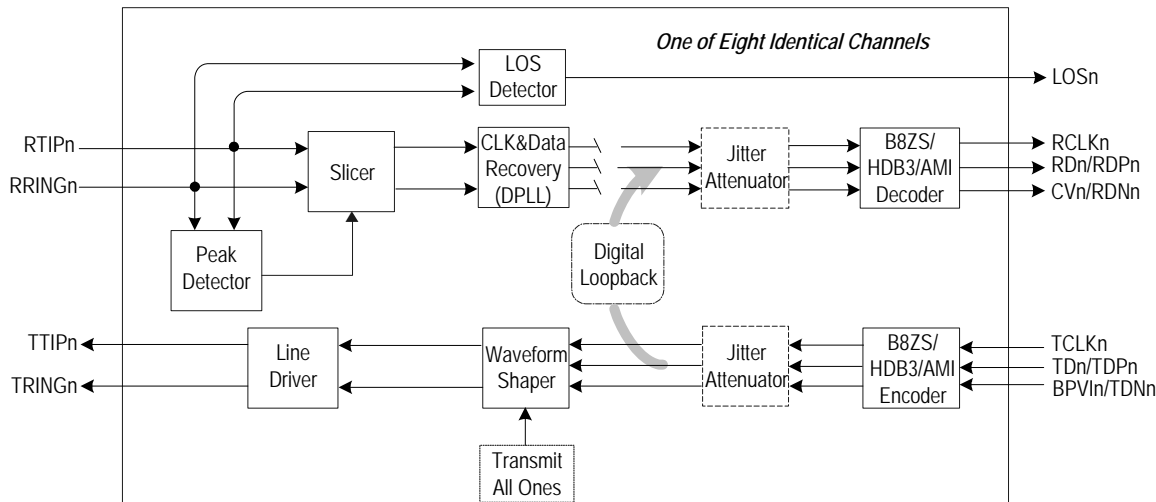 One of Eight Identical Channels
LOS
Detector
LOSn
RTIPn
RRINGn
Slicer
CLK&Data
Recovery
(DPLL)
Jitter
Attenuator
B8ZS/
HDB3/AMI
Decoder
RCLKn
RDn/RDPn
CVn/RDNn
Peak
Detector
Digital
Loopback
TTIPn
TRINGn
Line
Driver
Waveform
Shaper
Jitter
Attenuator
B8ZS/
HDB3/AMI
Encoder
TCLKn
TDn/TDPn
BPVIn/TDNn
Transmit
All Ones